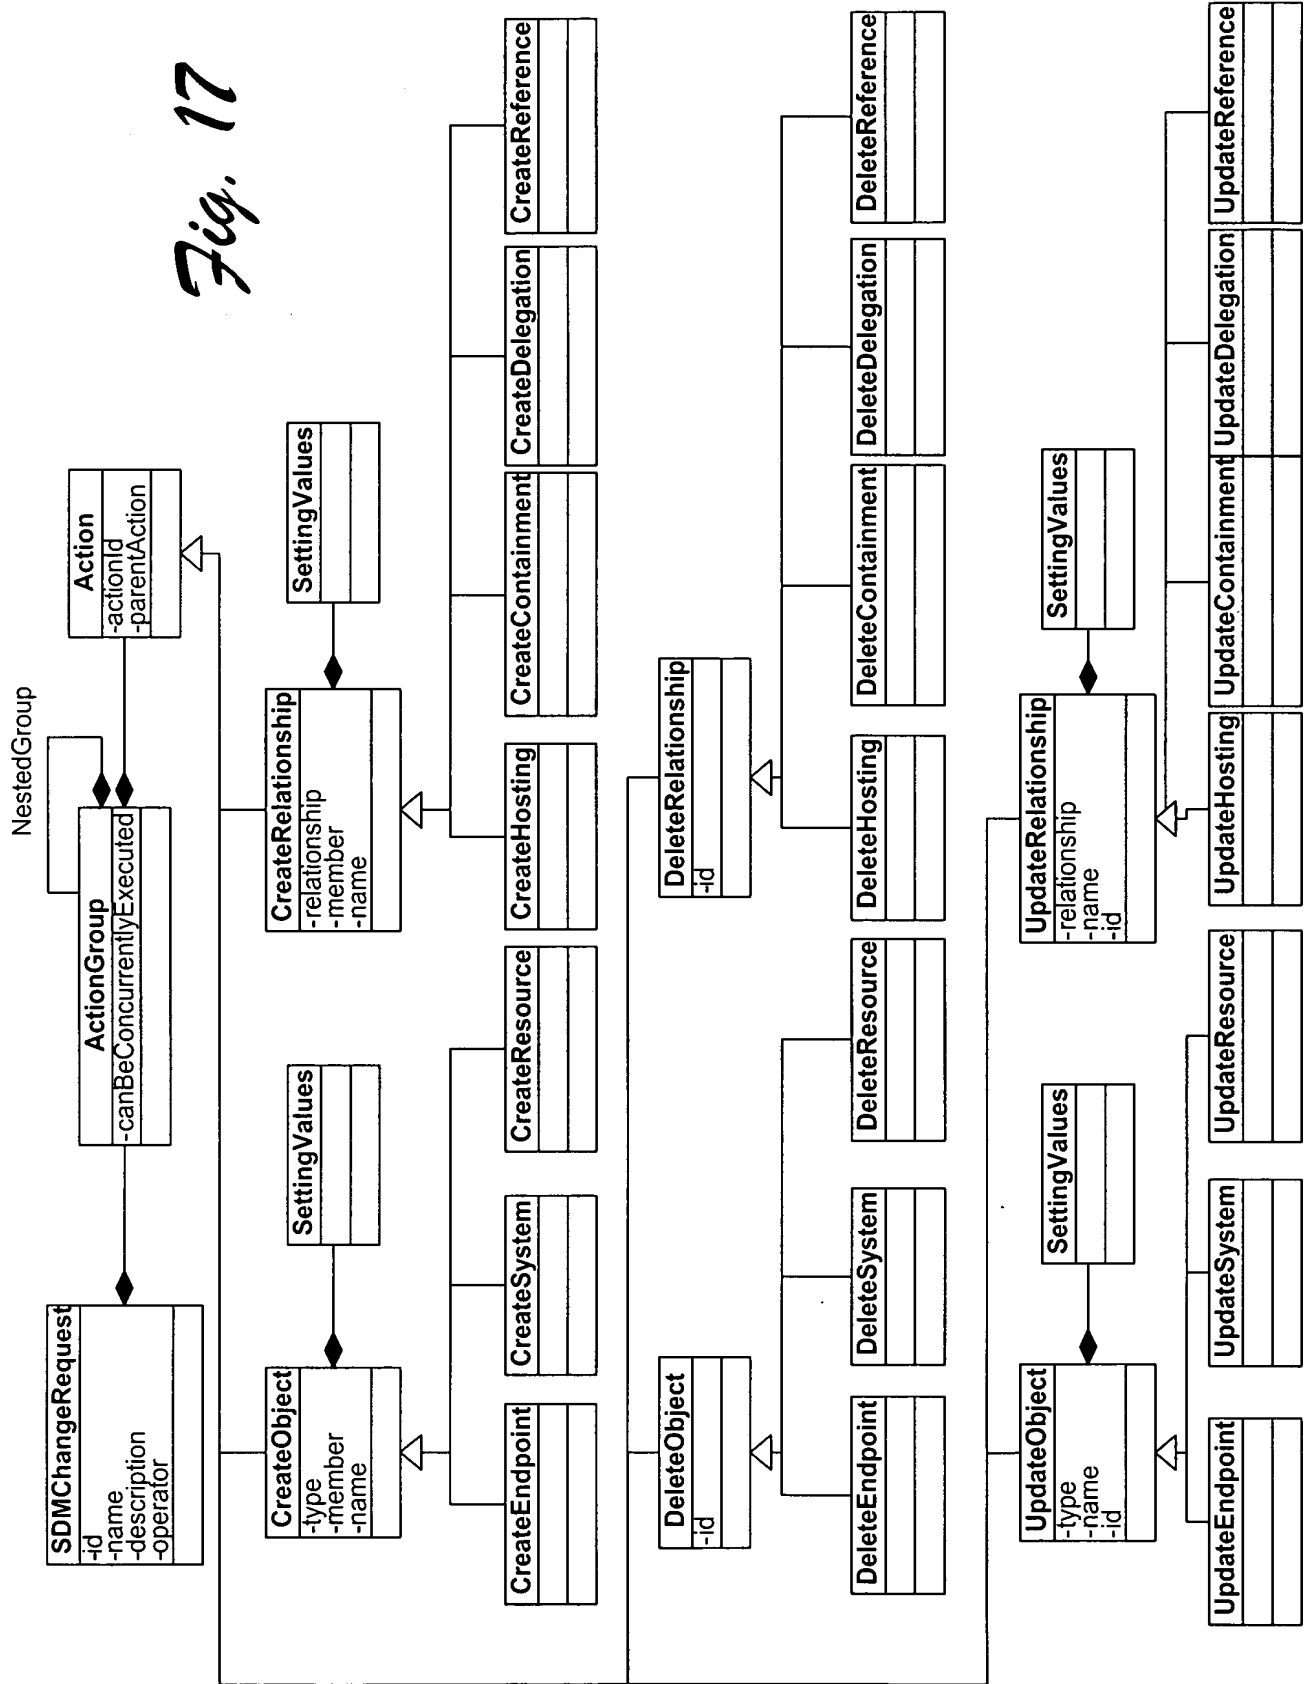 Fig. 17
NestedGroup
SDMChangeRequest
-id
-name
-description
-operator
ActionGroup
-canBeConcurrentlyExecuted
Action
-actionId
-parentAction
CreateObject
-type
-member
-name
SettingValues
CreateRelationship
-relationship
-member
-name
SettingValues
CreateEndpoint
CreateSystem
CreateResource
CreateHosting
CreateContainment
CreateDelegation
CreateReference
DeleteObject
-id
DeleteRelationship
-id
DeleteEndpoint
DeleteSystem
DeleteResource
DeleteHosting
DeleteContainment
DeleteDelegation
DeleteReference
UpdateObject
-type
-name
-id
SettingValues
UpdateRelationship
-relationship
-name
-id
SettingValues
UpdateEndpoint
UpdateSystem
UpdateResource
UpdateHosting
UpdateContainment
UpdateDelegation
UpdateReference